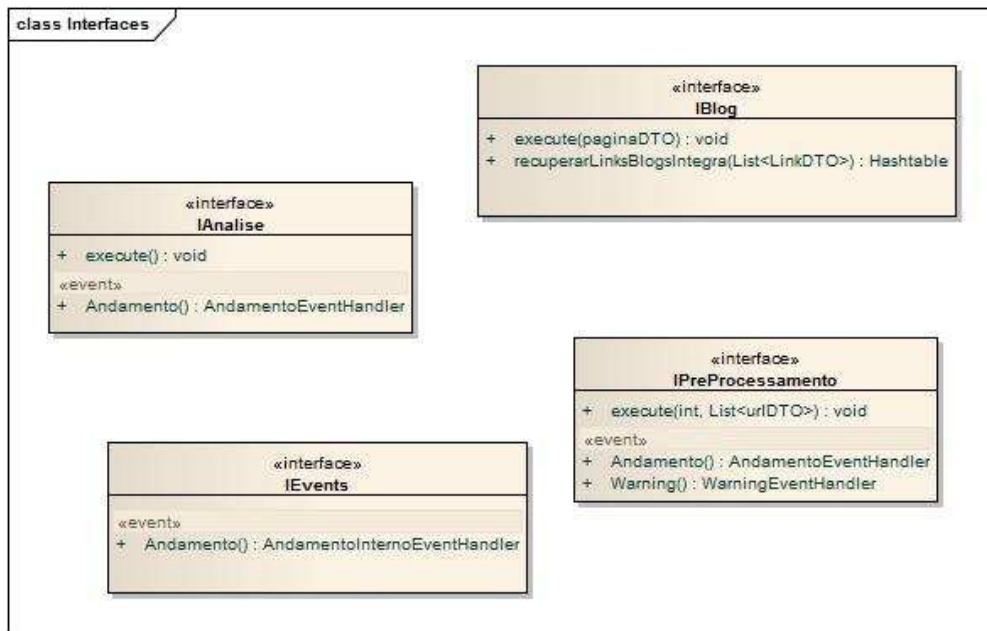 class Interfaces
«interface»
IBlog
+ execute(paginaDTO) : void
+ recuperarLinksBlogsIntegra(List<LinkDTO>) : Hashtable
«interface»
IAnalise
+ execute() : void
«event»
+ Andamento() : AndamentoEventHandler
«interface»
IPreProcessamento
+ execute(int, List<urlDTO>) : void
«event»
+ Andamento() : AndamentoEventHandler
+ Warning() : WarningEventHandler
«interface»
IEvents
«event»
+ Andamento() : AndamentoInternoEventHandler